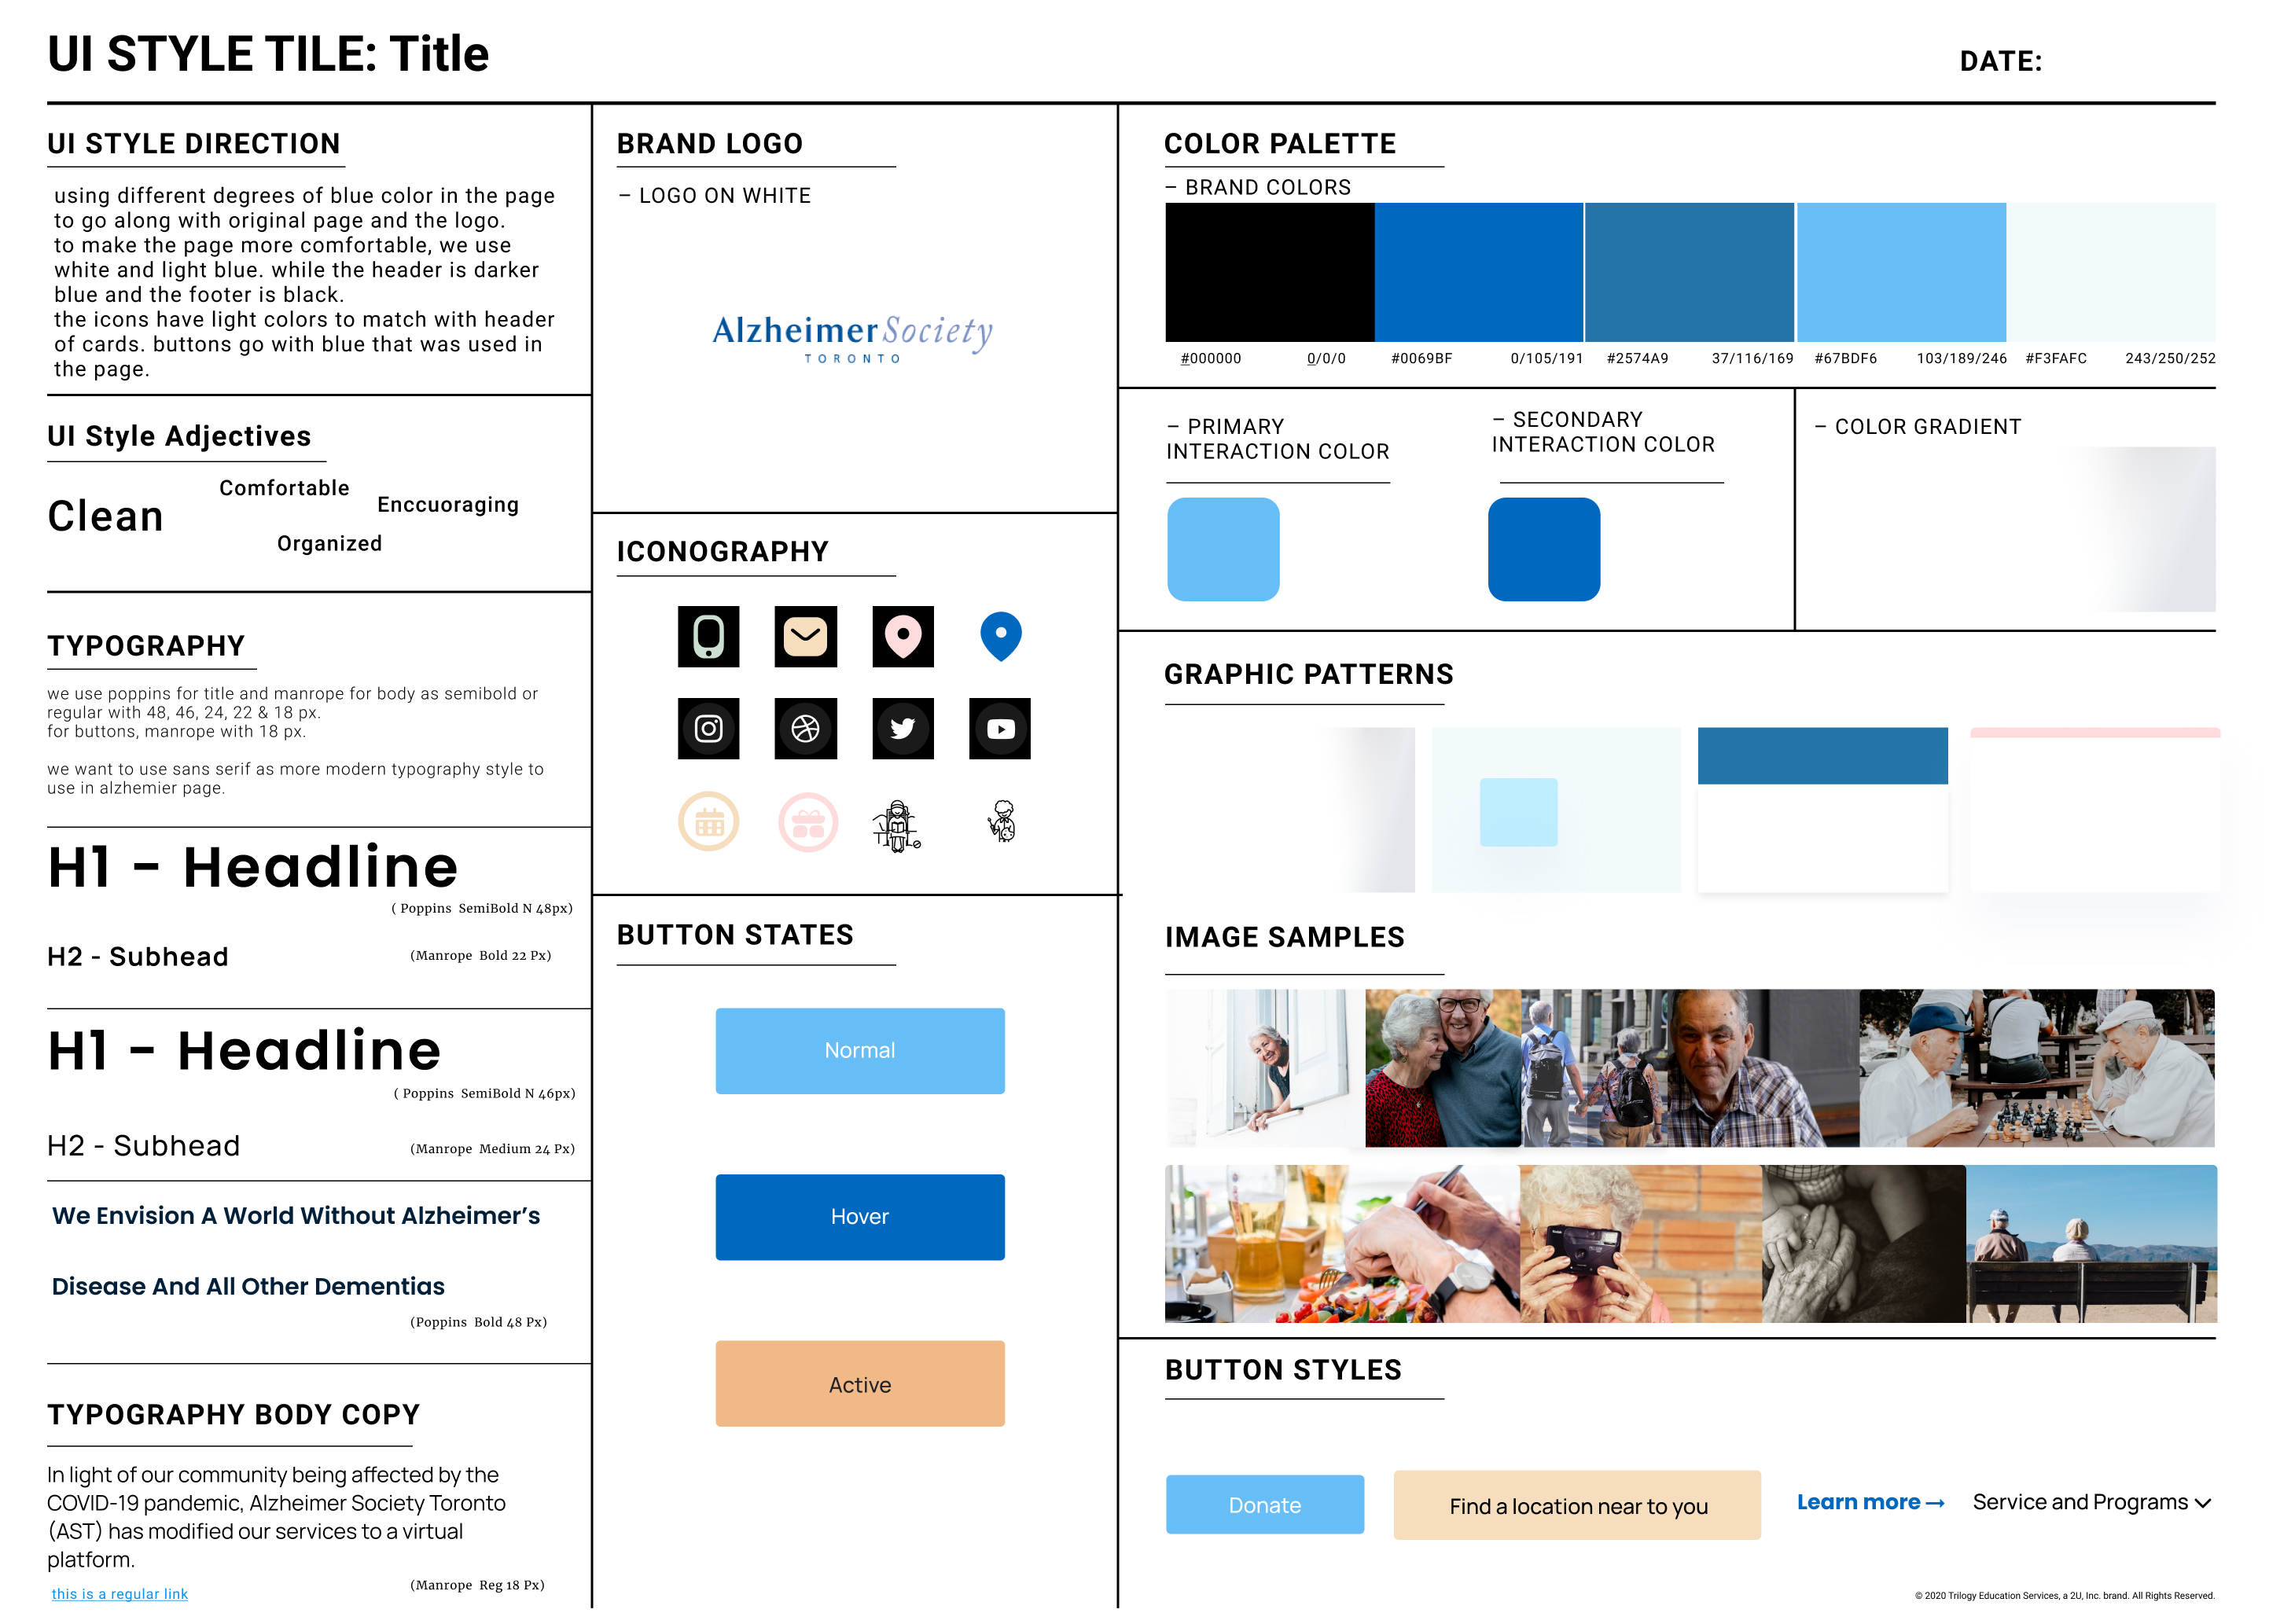 UI STYLE TILE: Title
DATE:
UI STYLE DIRECTION
using different degrees of blue color in the page
to go along with original page and the logo.
to make the page more comfortable, we use
white and light blue. while the header is darker
blue and the footer is black.
the icons have light colors to match with header
of cards. buttons go with blue that was used in
the page.
UI Style Adjectives
Clean
Comfortable
Enccuoraging
Organized
TYPOGRAPHY
we use poppins for title and manrope for body as semibold or
regular with 48, 46, 24, 22 & 18 px.
for buttons, manrope with 18 px.
we want to use sans serif as more modern typography style to
use in alzhemier page.
H1 - Headline
( Poppins SemiBold N 48px)
H2 - Subhead
(Manrope Bold 22 Px)
H1 - Headline
( Poppins SemiBold N 46px)
H2 - Subhead
(Manrope Medium 24 Px)
We Envision A World Without Alzheimer’s
Disease And All Other Dementias
(Poppins Bold 48 Px)
TYPOGRAPHY BODY COPY
In light of our community being affected by the
COVID-19 pandemic, Alzheimer Society Toronto
(AST) has modified our services to a virtual
platform.
(Manrope Reg 18 Px)
this is a regular link
BRAND LOGO
– LOGO ON WHITE
AlzheimerSociety
TORONTO
ICONOGRAPHY
BUTTON STATES
Normal
Hover
Active
COLOR PALETTE
– BRAND COLORS
#000000 0/0/0 #0069BF 0/105/191 #2574A9 37/116/169 #67BDF6 103/189/246 #F3FAFC 243/250/252
– PRIMARY
INTERACTION COLOR
– SECONDARY
INTERACTION COLOR
– COLOR GRADIENT
GRAPHIC PATTERNS
IMAGE SAMPLES
BUTTON STYLES
Donate
Find a location near to you
Learn more →
Service and Programs
© 2020 Trilogy Education Services, a 2U, Inc. brand. All Rights Reserved.